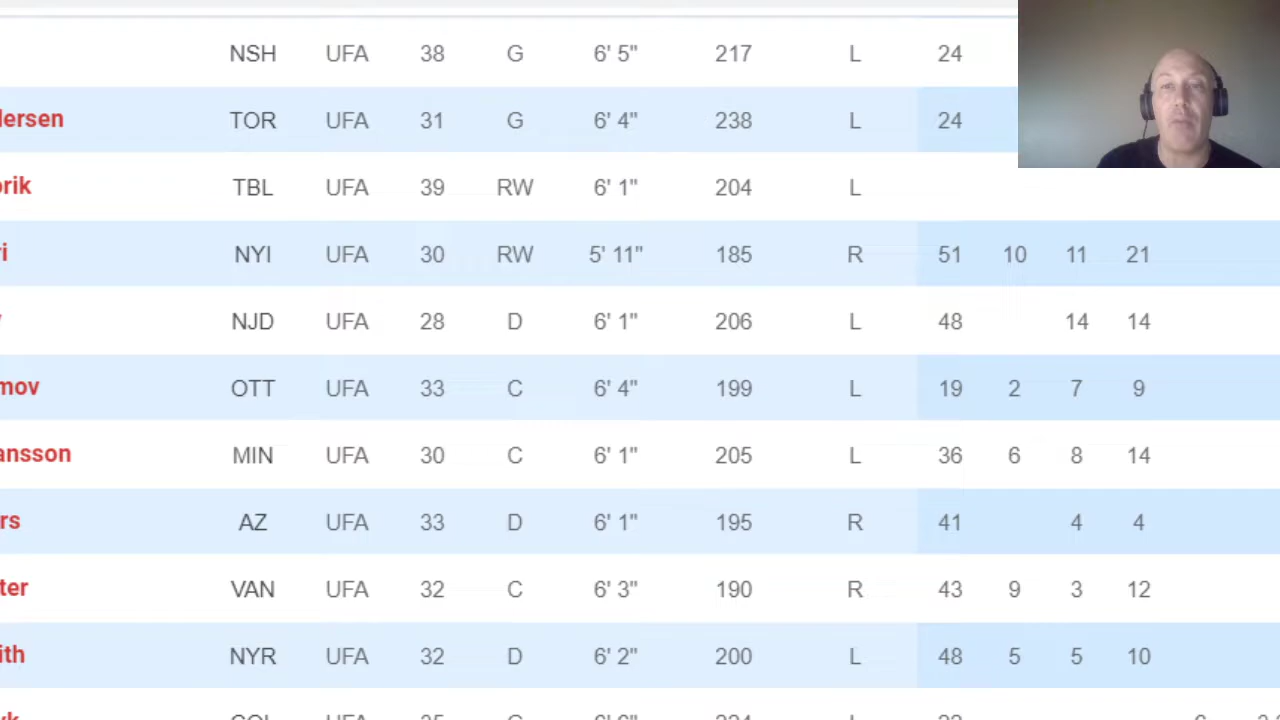 NSH UFA 38 G 6' 5" 217 L 24
dersen TOR UFA 31 G 6' 4" 238 L 24
orik TBL UFA 39 RW 6' 1" 204 L
ri NYI UFA 30 RW 5' 11" 185 R 51 10 11 21
NJD UFA 28 D 6' 1" 206 L 48 14 14
mov OTT UFA 33 C 6' 4" 199 L 19 2 7 9
ansson MIN UFA 30 C 6' 1" 205 L 36 6 8 14
rs AZ UFA 33 D 6' 1" 195 R 41 4 4
ter VAN UFA 32 C 6' 3" 190 R 43 9 3 12
ith NYR UFA 32 D 6' 2" 200 L 48 5 5 10